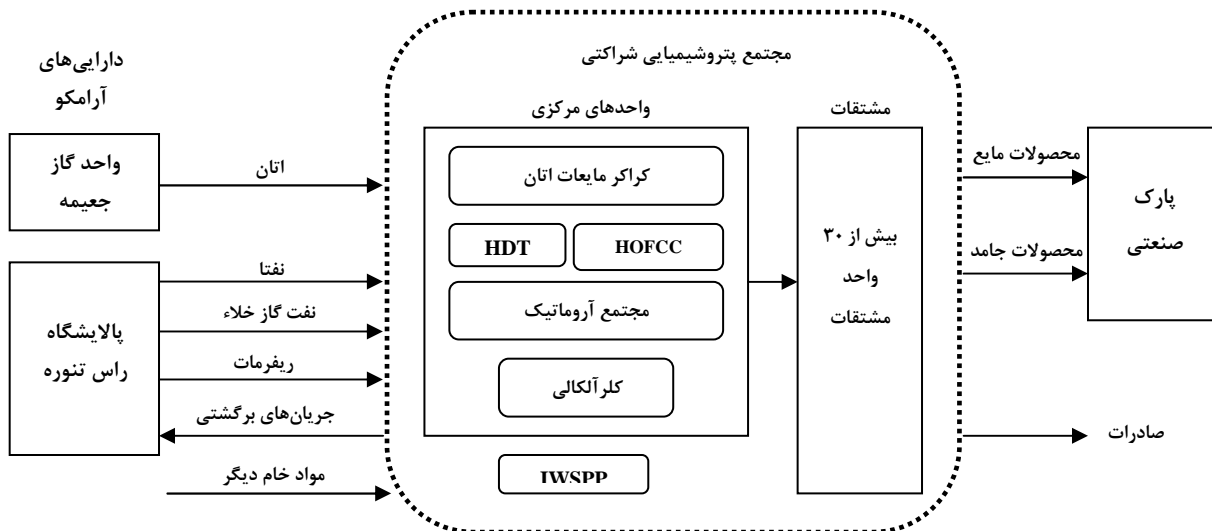 مجتمع پتروشیمیایی شراکتی
دارایی‌های
آرامکو
واحدهای مرکزی
مشتقات
واحد گاز
جعیمه
اتان
کراکر مایعات اتان
HDT
HOFCC
مجتمع آروماتیک
کلرآلکالی
IWSPP
بیش از ۳۰
واحد
مشتقات
محصولات مایع
محصولات جامد
پارک
صنعتی
پالایشگاه
راس تنوره
نفتا
نفت گاز خلاء
ریفرمات
جریان‌های برگشتی
مواد خام دیگر
صادرات